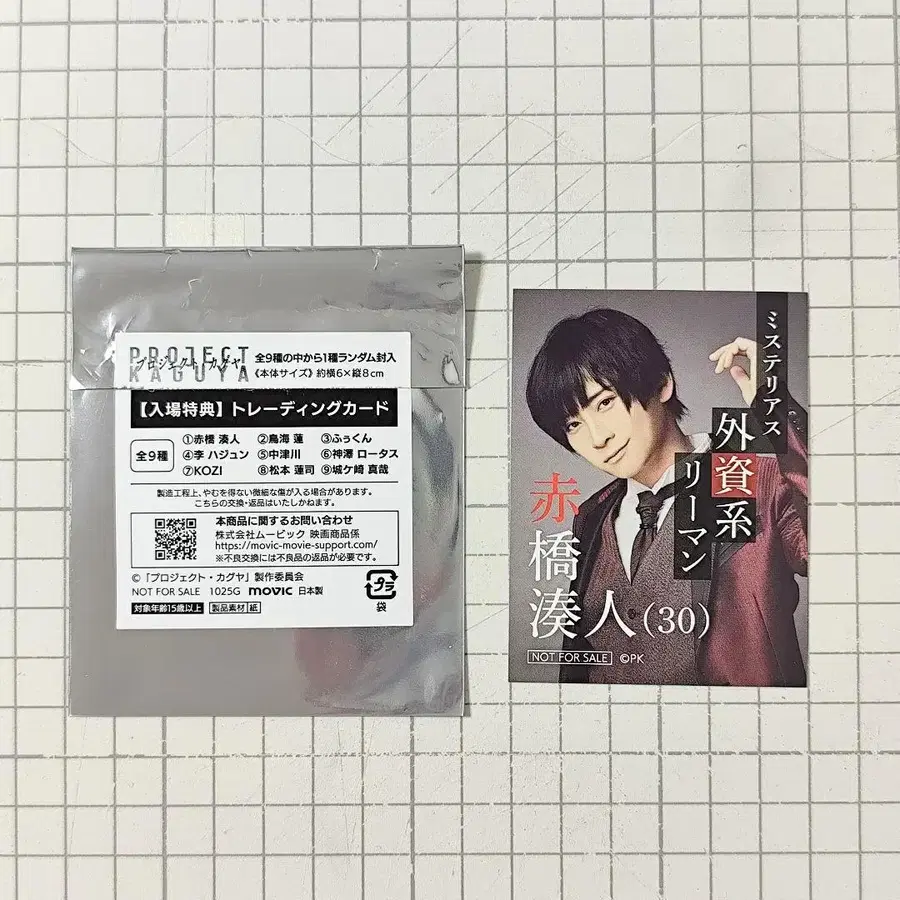 PROJECT KAGUYA
プロジェクト・カグヤ
全9種の中から1種ランダム封入
《本体サイズ》約横6×縦8cm
【入場特典】トレーディングカード
全9種
①赤橋 湊人 ②鳥海 蓮 ③ふぅくん
④李 ハジュン ⑤中津川 ⑥神澤 ロータス
⑦KOZI ⑧松本 蓮司 ⑨城ケ﨑 真哉
製造工程上、やむを得ない微細な傷が入る場合があります。
こちらの交換・返品はいたしかねます。
本商品に関するお問い合わせ
株式会社ムービック 映画商品係
https://movic-movie-support.com/
※不良交換には不良品の返品が必要です。
©「プロジェクト・カグヤ」製作委員会
NOT FOR SALE 1025G movic 日本製
対象年齢15歳以上 製品素材 紙
プラ
袋
ミステリアス
外資系
リーマン
赤橋湊人(30)
NOT FOR SALE ©PK